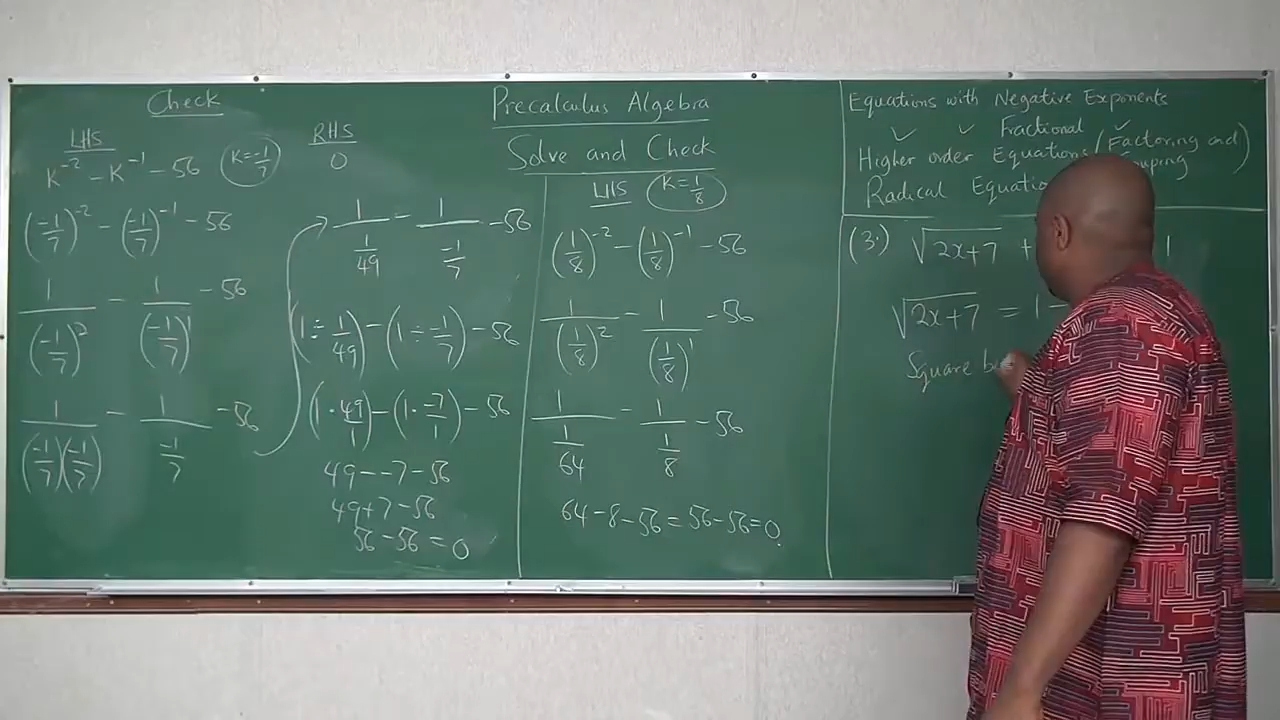 Check
LHS
K⁻² - K⁻¹ - 56 K = -1/7
(-1/7)⁻² - (-1/7)⁻¹ - 56
1/(-1/7)² - 1/(-1/7)¹ - 56
1/((-1/7)(-1/7)) - 1/(-1/7) - 56
RHS
0
1/(1/49) - 1/(-1/7) - 56
(1 ÷ 1/49) - (1 ÷ -1/7) - 56
(1 · 49/1) - (1 · -7/1) - 56
49 - -7 - 56
49 + 7 - 56
56 - 56 = 0
Precalculus Algebra
Solve and Check
LHS K = 1/8
(1/8)⁻² - (1/8)⁻¹ - 56
1/(1/8)² - 1/(1/8)¹ - 56
1/(1/64) - 1/(1/8) - 56
64 - 8 - 56 = 56 - 56 = 0.
Equations with Negative Exponents
✓ ✓ Fractional ✓
Higher order Equations (Factoring and
Radical
(3.) √(2x+7) + 1
√(2x+7) = 1 -
Square